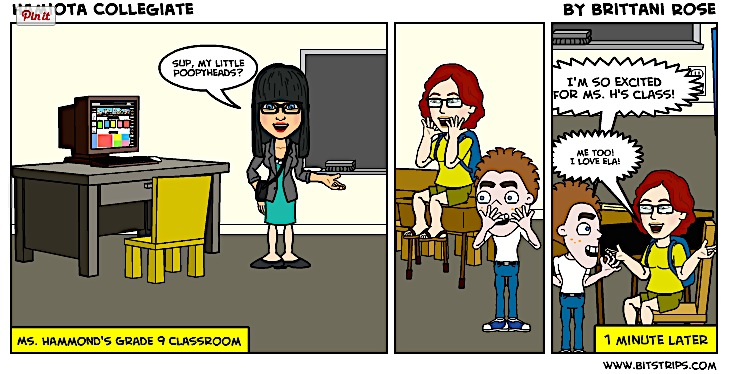 Pin it
COLLEGIATE
BY BRITTANI ROSE
SUP, MY LITTLE
POOPYHEADS?
MS. HAMMOND'S GRADE 9 CLASSROOM
I'M SO EXCITED
FOR MS. H'S CLASS!
ME TOO!
I LOVE ELA!
1 MINUTE LATER
WWW.BITSTRIPS.COM